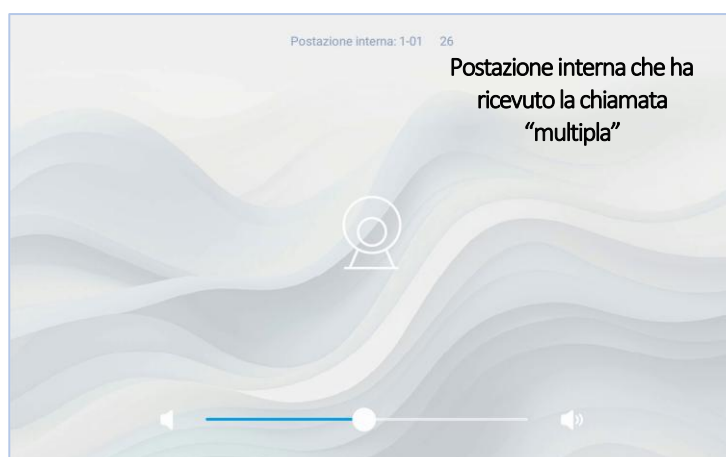 Postazione interna: 1-01 26
Postazione interna che ha
ricevuto la chiamata
“multipla”